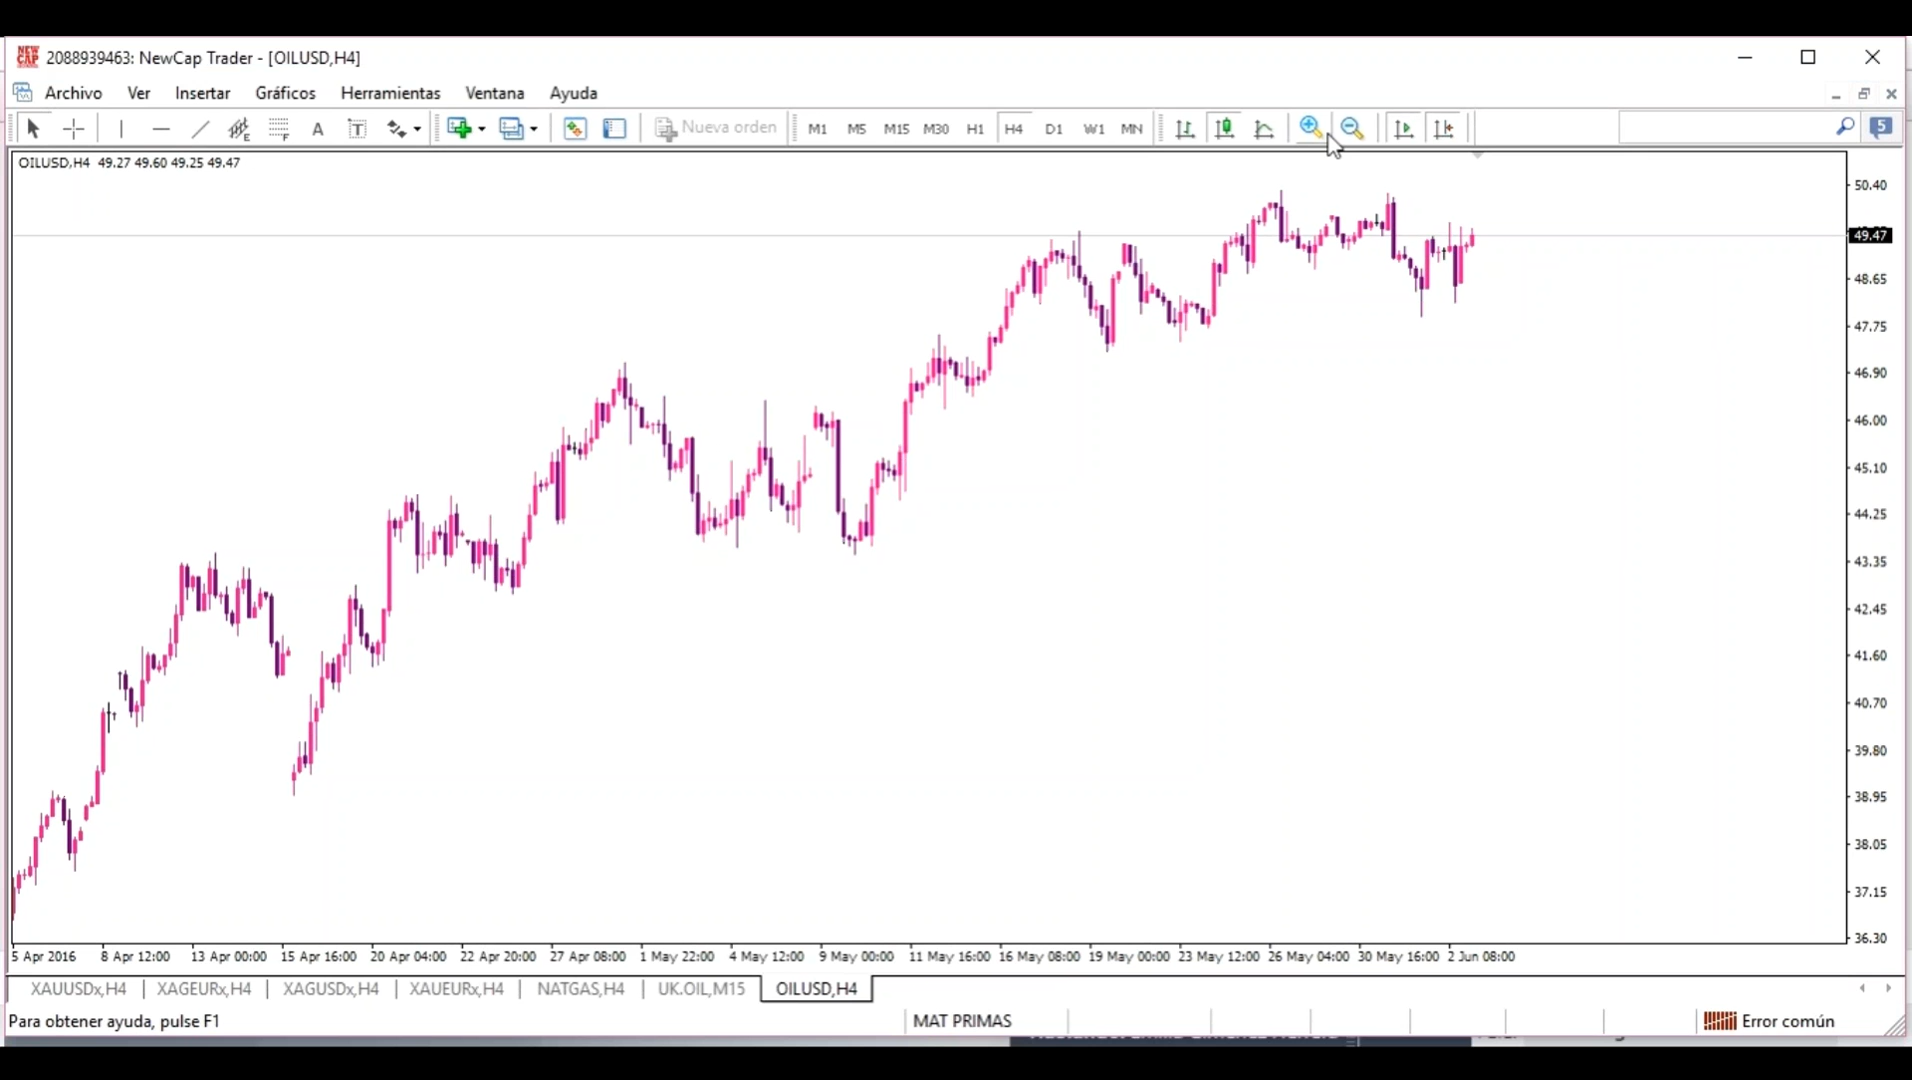 NEW CAP 2088939463: NewCap Trader - [OILUSD,H4]
Archivo Ver Insertar Gráficos Herramientas Ventana Ayuda
E F A T Nueva orden M1 M5 M15 M30 H1 H4 D1 W1 MN 5
OILUSD,H4 49.27 49.60 49.25 49.47
50.40
49.47
48.65
47.75
46.90
46.00
45.10
44.25
43.35
42.45
41.60
40.70
39.80
38.95
38.05
37.15
36.30
5 Apr 2016 8 Apr 12:00 13 Apr 00:00 15 Apr 16:00 20 Apr 04:00 22 Apr 20:00 27 Apr 08:00 1 May 22:00 4 May 12:00 9 May 00:00 11 May 16:00 16 May 08:00 19 May 00:00 23 May 12:00 26 May 04:00 30 May 16:00 2 Jun 08:00
XAUUSDx,H4 XAGEURx,H4 XAGUSDx,H4 XAUEURx,H4 NATGAS,H4 UK.OIL,M15 OILUSD,H4
Para obtener ayuda, pulse F1 MAT PRIMAS Error común